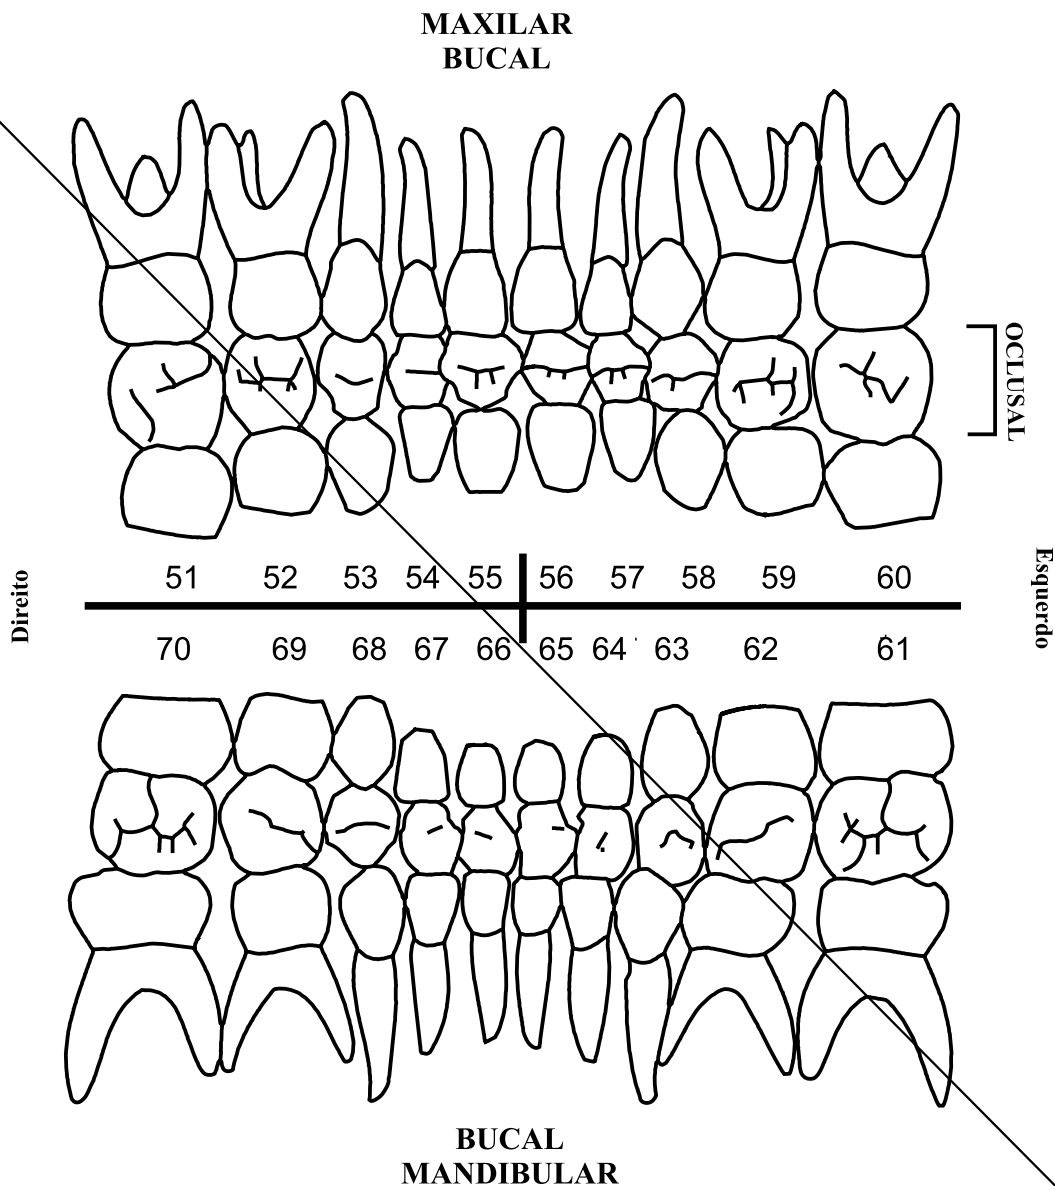 MAXILAR
BUCAL
OCLUSAL
Direito
51 52 53 54 55 56 57 58 59 60
70 69 68 67 66 65 64 63 62 61
Esquerdo
BUCAL
MANDIBULAR